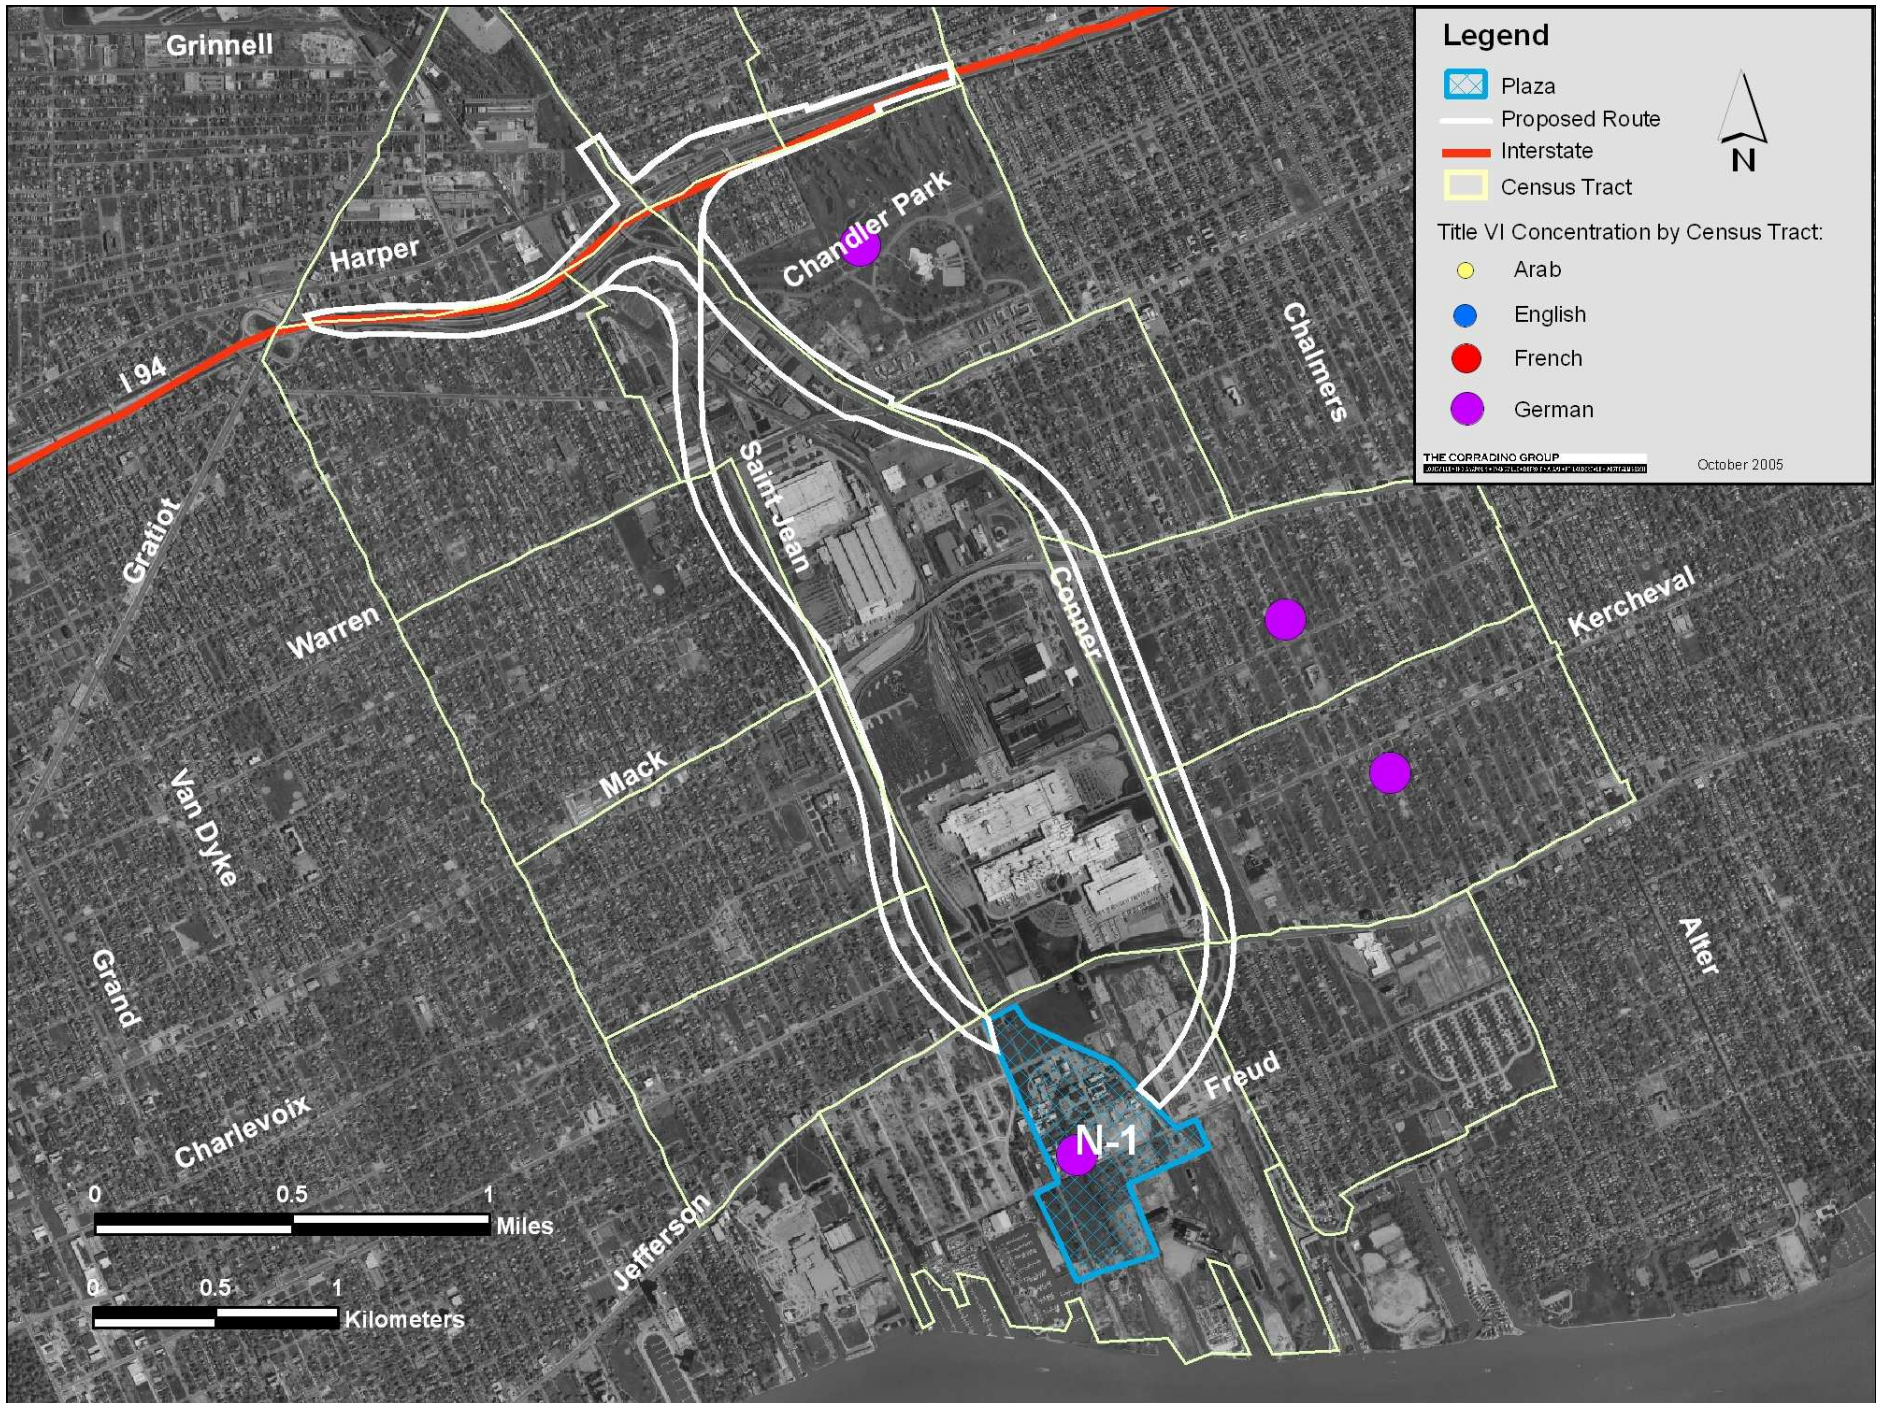 Grinnell
Legend
Plaza
Proposed Route
Interstate
Census Tract
N
Title VI Concentration by Census Tract:
Arab
English
French
German
THE CORRADINO GROUP
October 2005
Chandler Park
Harper
I 94
Chalmers
Gratiot
Saint Jean
Warren
Conner
Kercheval
Mack
Van Dyke
Grand
Alter
Freud
Charlevoix
N-1
Jefferson
0 0.5 1
Miles
0 0.5 1
Kilometers